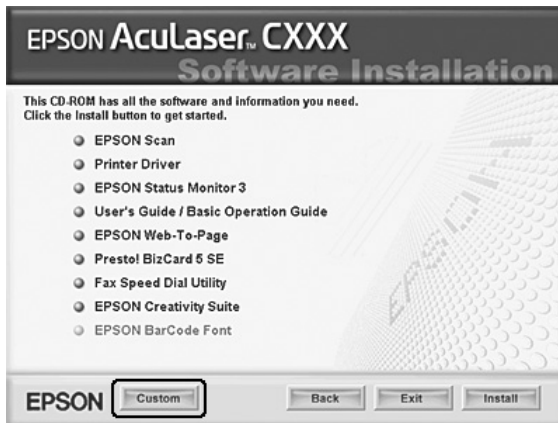 EPSON AcuLaser™ CXXX
Software Installation
This CD-ROM has all the software and information you need.
Click the Install button to get started.
EPSON Scan
Printer Driver
EPSON Status Monitor 3
User's Guide / Basic Operation Guide
EPSON Web-To-Page
Presto! BizCard 5 SE
Fax Speed Dial Utility
EPSON Creativity Suite
EPSON BarCode Font
EPSON
EPSON Custom Back Exit Install